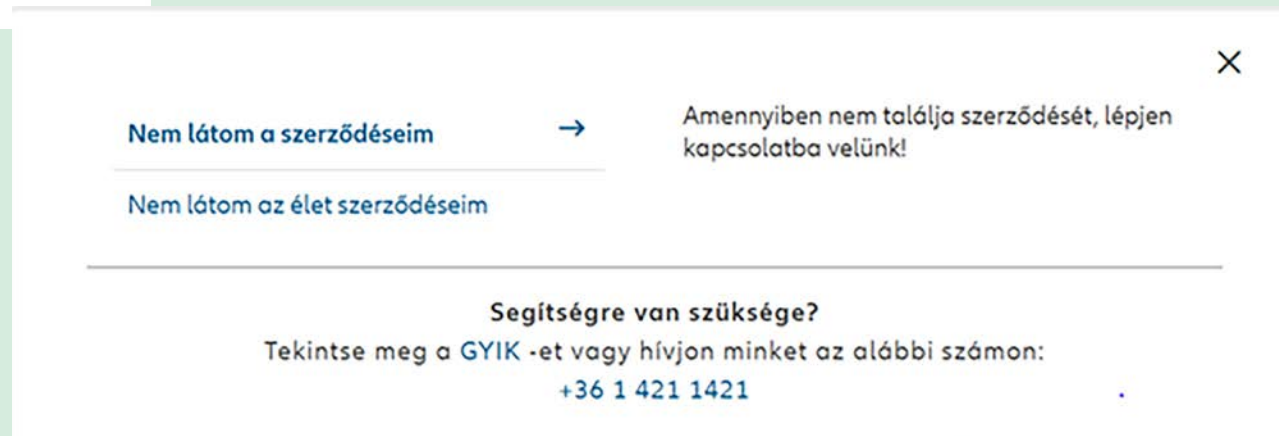 Nem látom a szerződéseim
Amennyiben nem találja szerződését, lépjen
kapcsolatba velünk!
Nem látom az élet szerződéseim
Segítségre van szüksége?
Tekintse meg a GYIK -et vagy hívjon minket az alábbi számon:
+36 1 421 1421